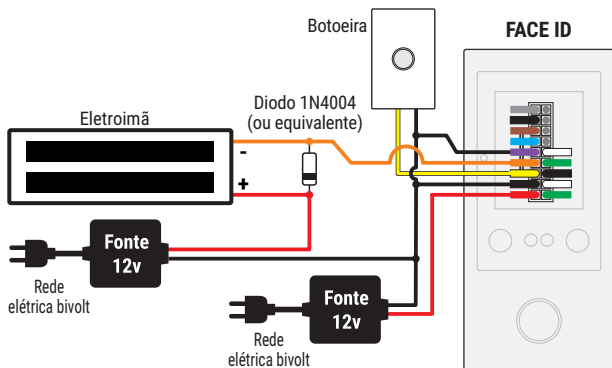 Botoeira
FACE ID
Diodo 1N4004
(ou equivalente)
Eletroimã
-
+
Fonte
12v
Rede
elétrica bivolt
Fonte
12v
Rede
elétrica bivolt